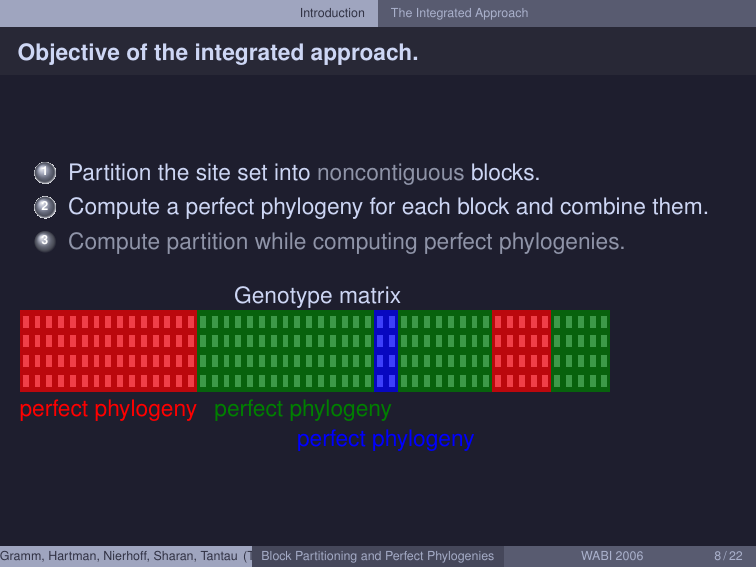 Introduction The Integrated Approach
Objective of the integrated approach.
1 Partition the site set into noncontiguous blocks.
2 Compute a perfect phylogeny for each block and combine them.
3 Compute partition while computing perfect phylogenies.
Genotype matrix
perfect phylogeny perfect phylogeny
perfect phylogeny
Gramm, Hartman, Nierhoff, Sharan, Tantau (T Block Partitioning and Perfect Phylogenies WABI 2006 8 / 22